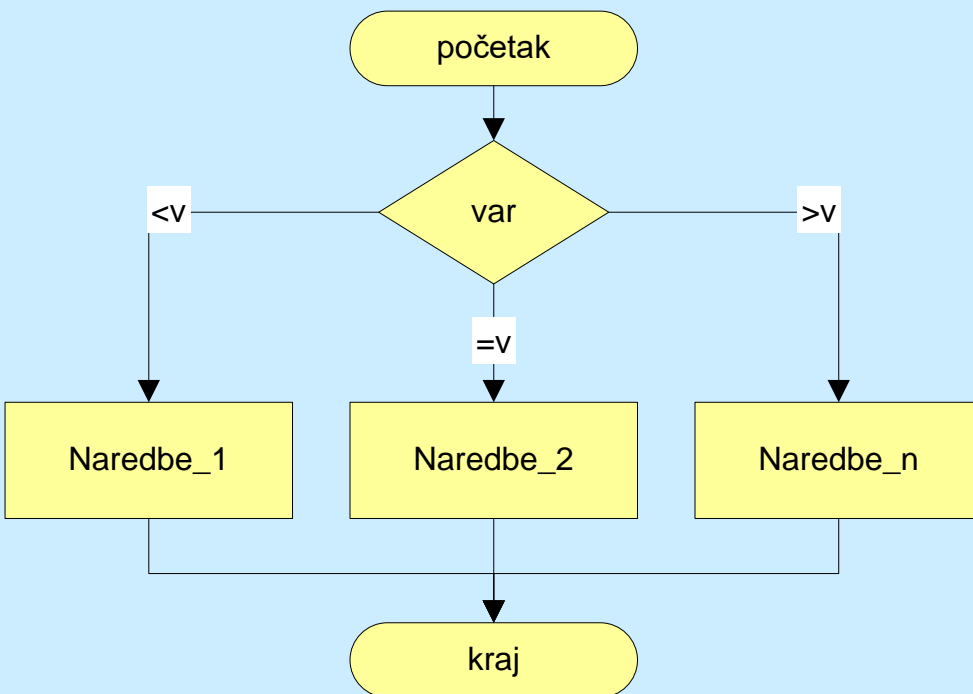 početak
var
<v
>v
=v
Naredbe_1
Naredbe_2
Naredbe_n
kraj